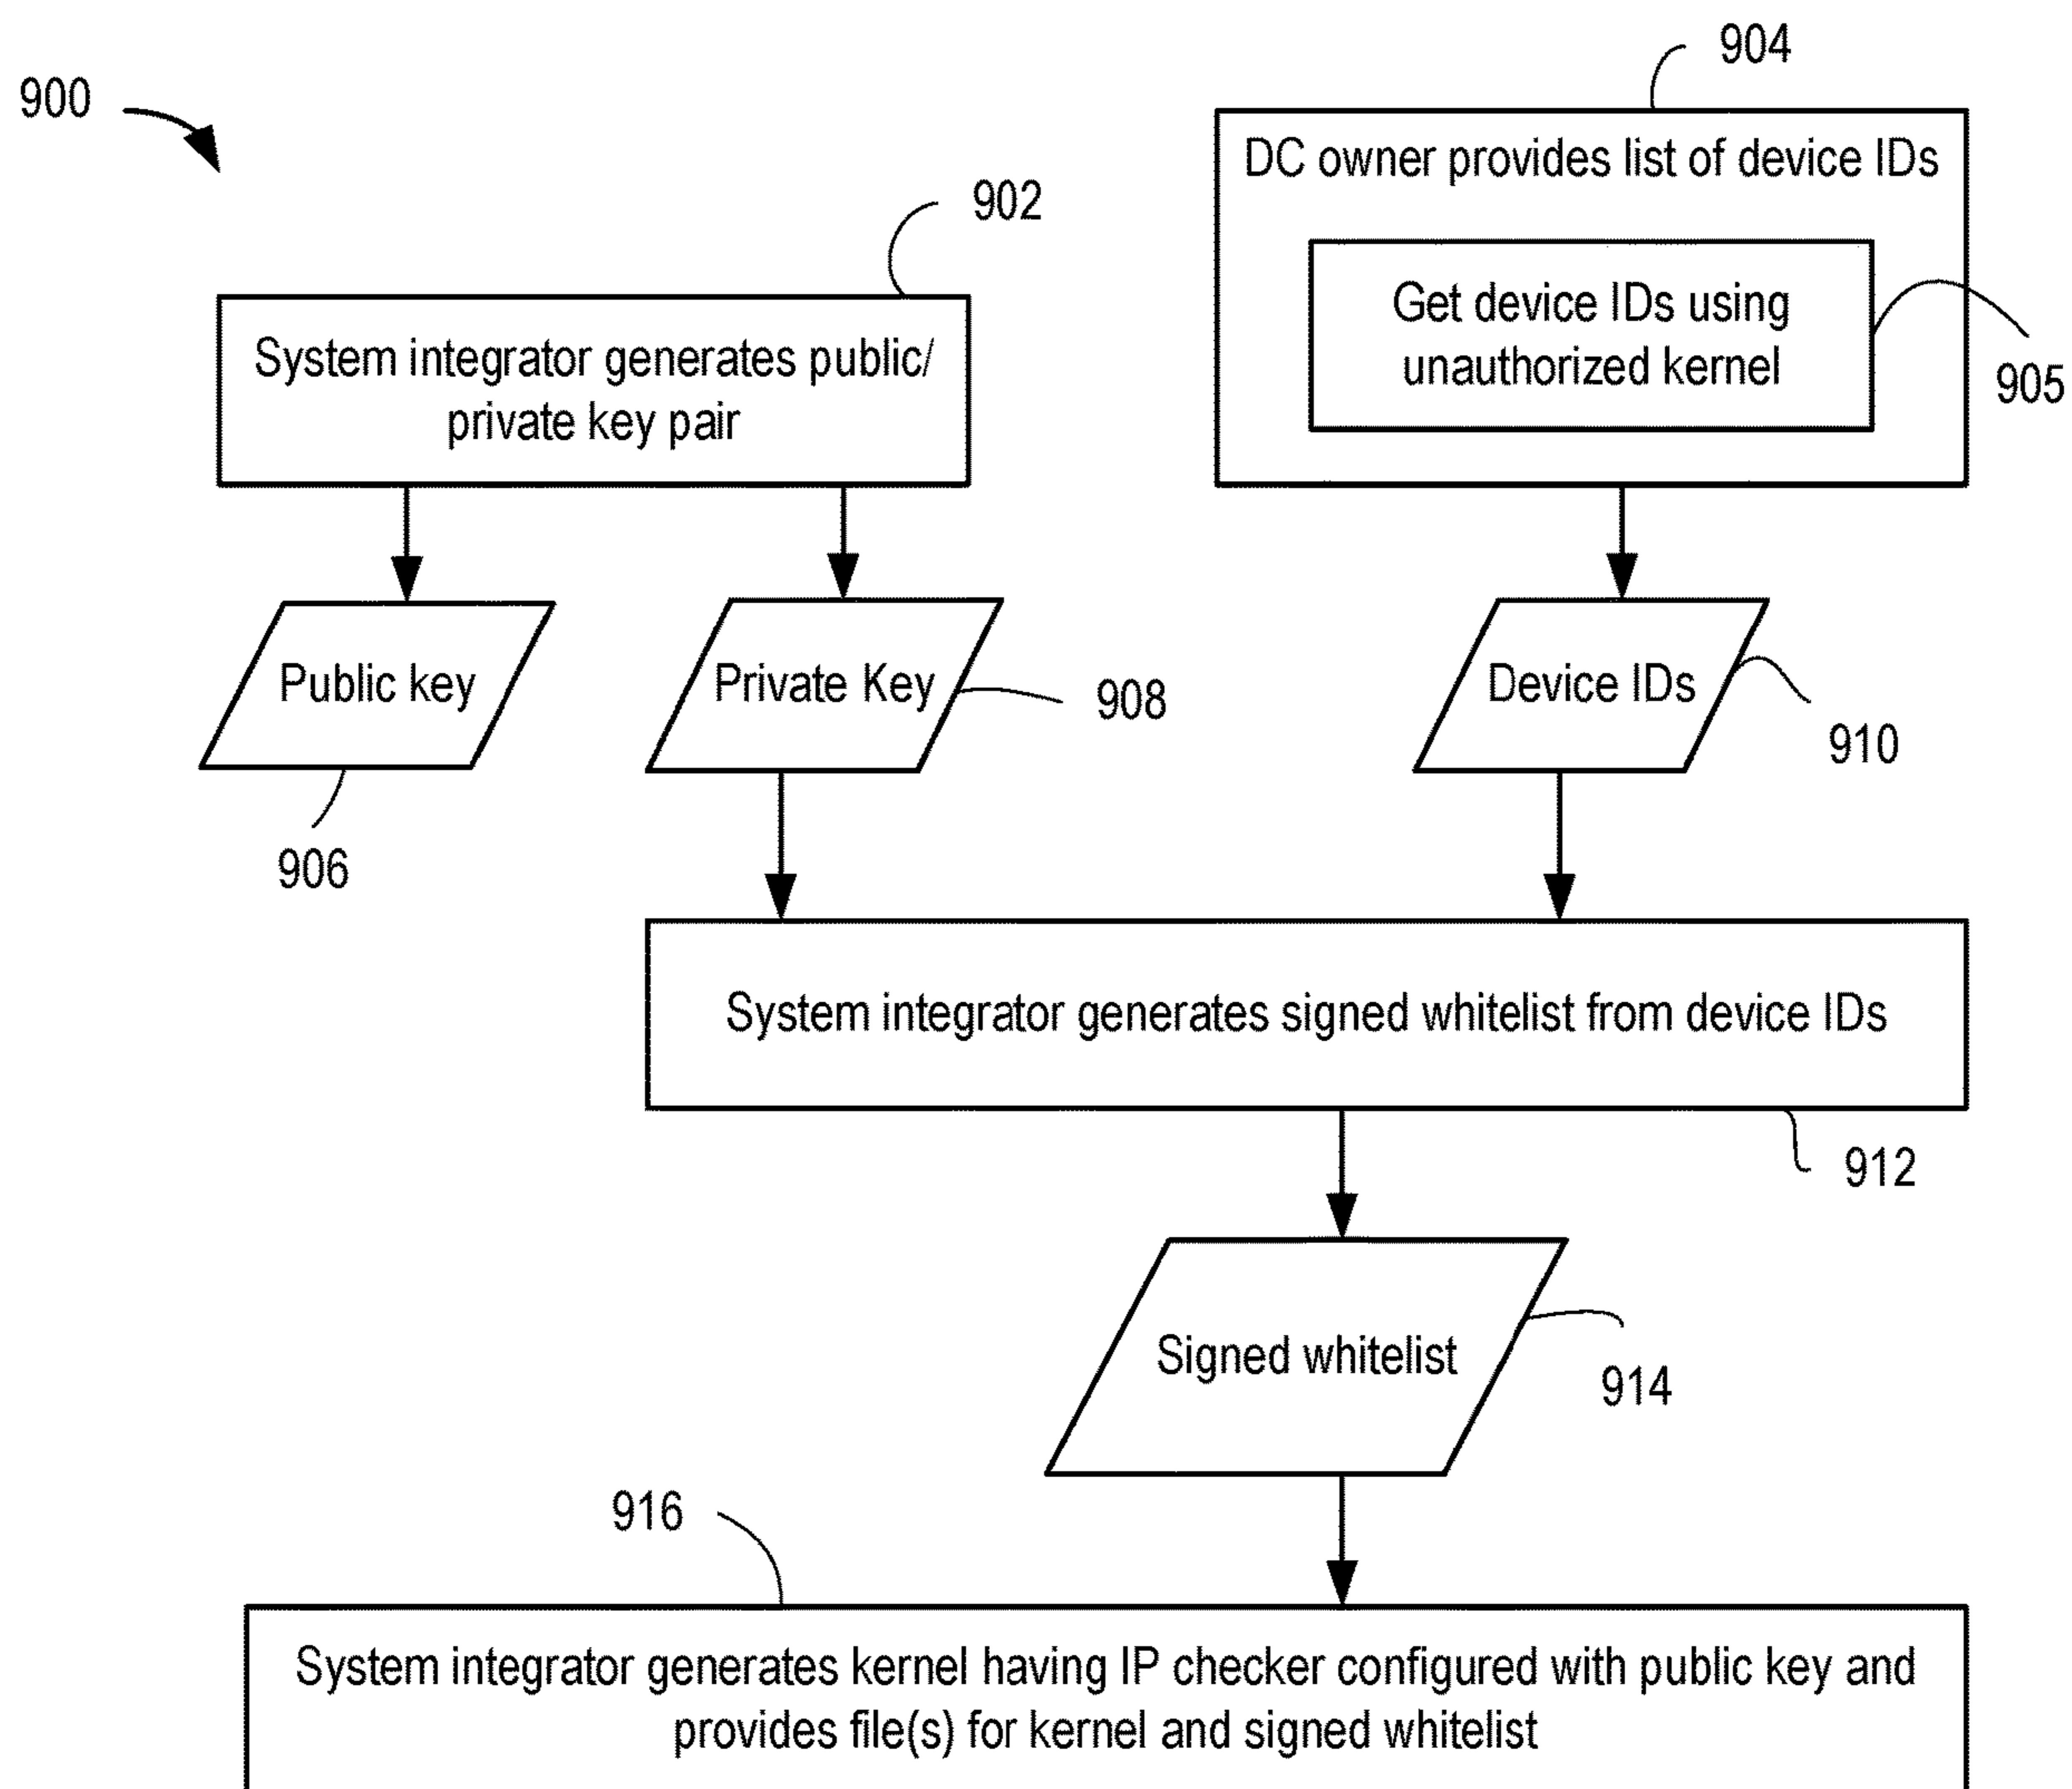 900
904
DC owner provides list of device IDs
902
Get device IDs using
unauthorized kernel
905
System integrator generates public/
private key pair
Public key
906
Private Key
908
Device IDs
910
System integrator generates signed whitelist from device IDs
912
Signed whitelist
914
916
System integrator generates kernel having IP checker configured with public key and
provides file(s) for kernel and signed whitelist